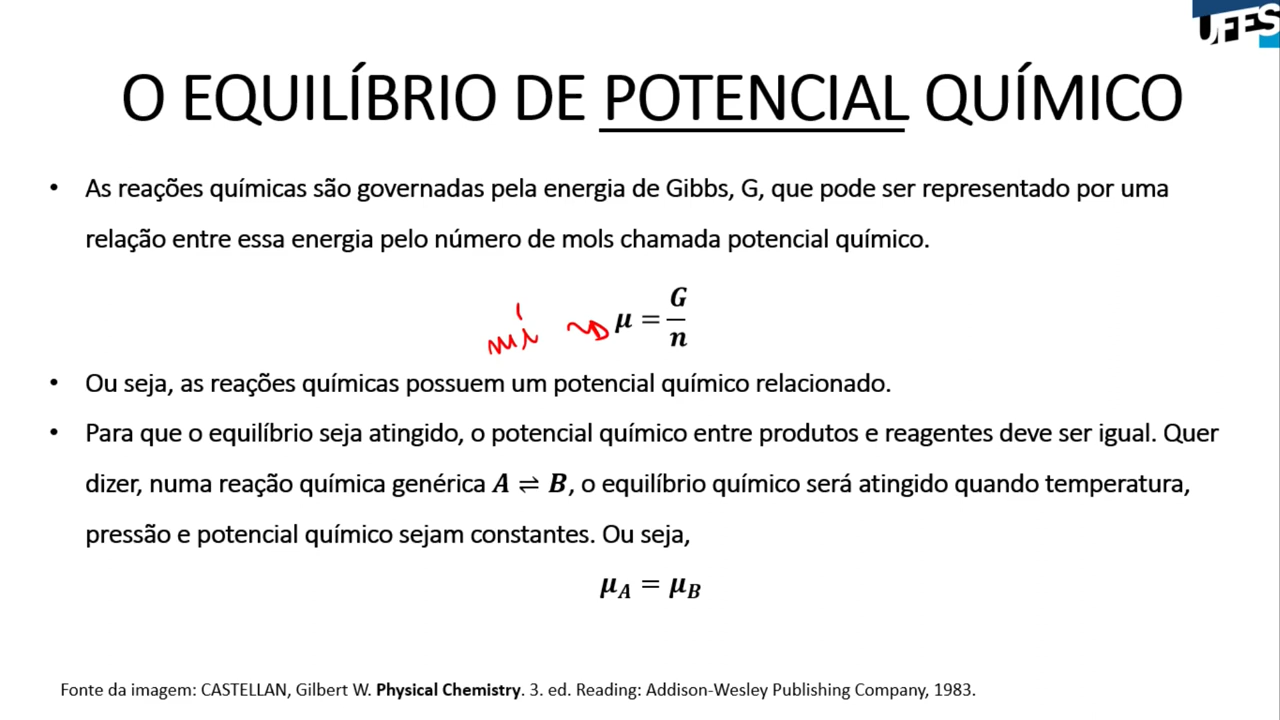 UFES
O EQUILÍBRIO DE POTENCIAL QUÍMICO
• As reações químicas são governadas pela energia de Gibbs, G, que pode ser representado por uma
relação entre essa energia pelo número de mols chamada potencial químico.
mi
μ = G/n
• Ou seja, as reações químicas possuem um potencial químico relacionado.
• Para que o equilíbrio seja atingido, o potencial químico entre produtos e reagentes deve ser igual. Quer
dizer, numa reação química genérica A ⇌ B, o equilíbrio químico será atingido quando temperatura,
pressão e potencial químico sejam constantes. Ou seja,
μ_A = μ_B
Fonte da imagem: CASTELLAN, Gilbert W. Physical Chemistry. 3. ed. Reading: Addison-Wesley Publishing Company, 1983.